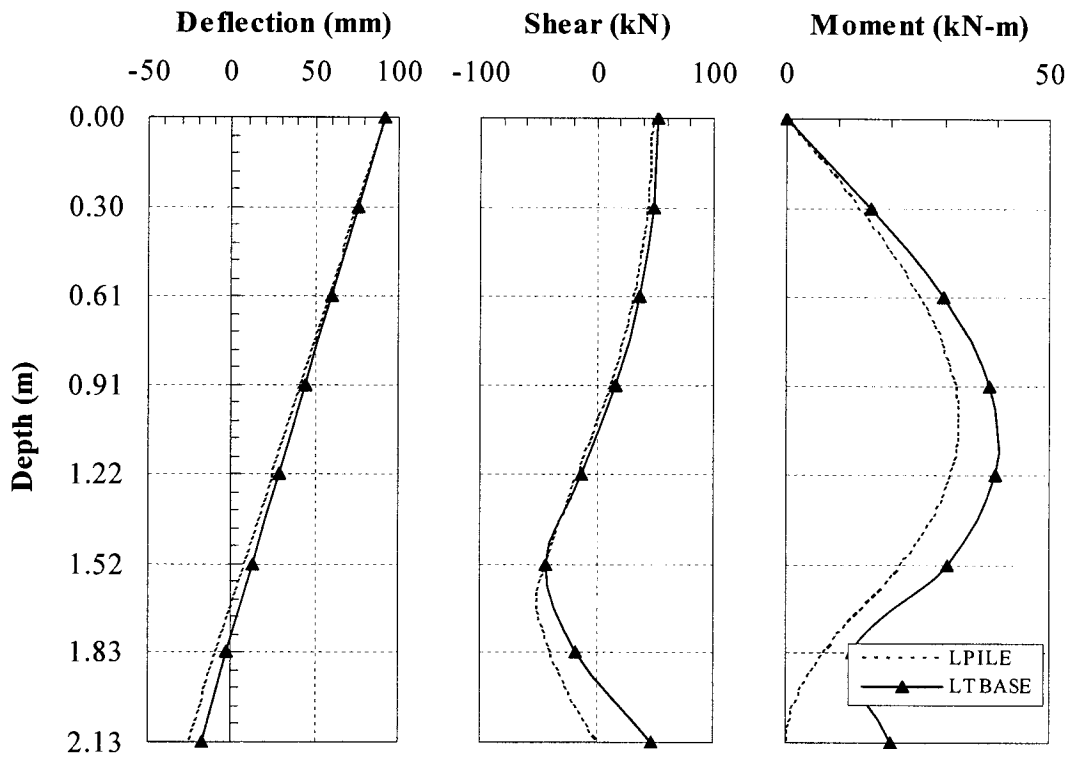 Deflection (mm) Shear (kN) Moment (kN-m)
-50 0 50 100 -100 0 100 0 50
0.00
0.30
0.61
0.91
1.22
1.52
1.83
2.13
Depth (m)
LPILE
LTBASE